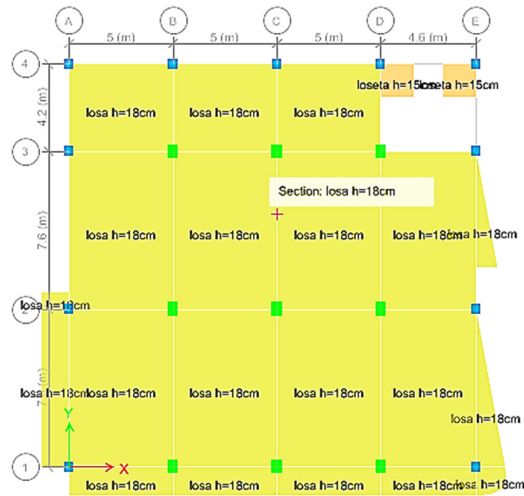 A B C D E
5 (m) 5 (m) 5 (m) 4.6 (m)
4
loseta h=15cm loseta h=15cm
4.2 (m)
losa h=18cm losa h=18cm losa h=18cm
3
Section: losa h=18cm
7.6 (m)
losa h=18cm losa h=18cm losa h=18cm losa h=18cm losa h=18cm
losa h=18cm
2
losa h=18cm losa h=18cm losa h=18cm losa h=18cm losa h=18cm
Y
losa h=18cm
1
X
losa h=18cm losa h=18cm losa h=18cm losa h=18cm losa h=18cm